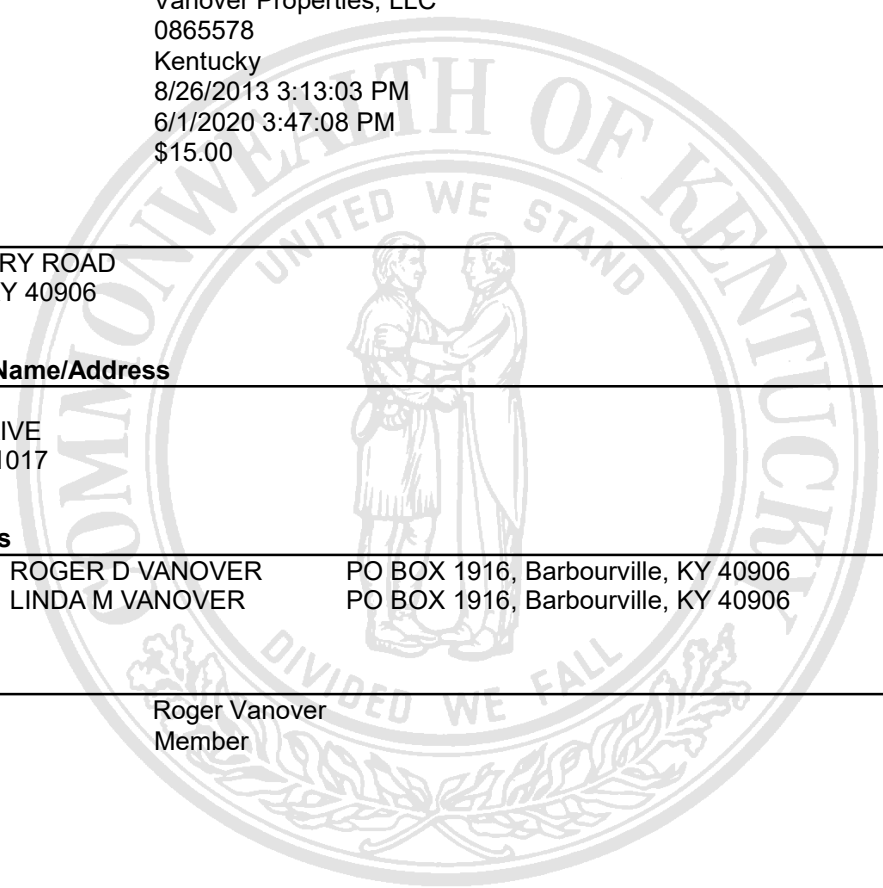 Vanover Properties, LLC
0865578
Kentucky
8/26/2013 3:13:03 PM
6/1/2020 3:47:08 PM
$15.00
RY ROAD
Y 40906
Name/Address
IVE
1017
s
ROGER D VANOVER PO BOX 1916, Barbourville, KY 40906
LINDA M VANOVER PO BOX 1916, Barbourville, KY 40906
Roger Vanover
Member
COMMONWEALTH OF KENTUCKY
UNITED WE STAND
DIVIDED WE FALL